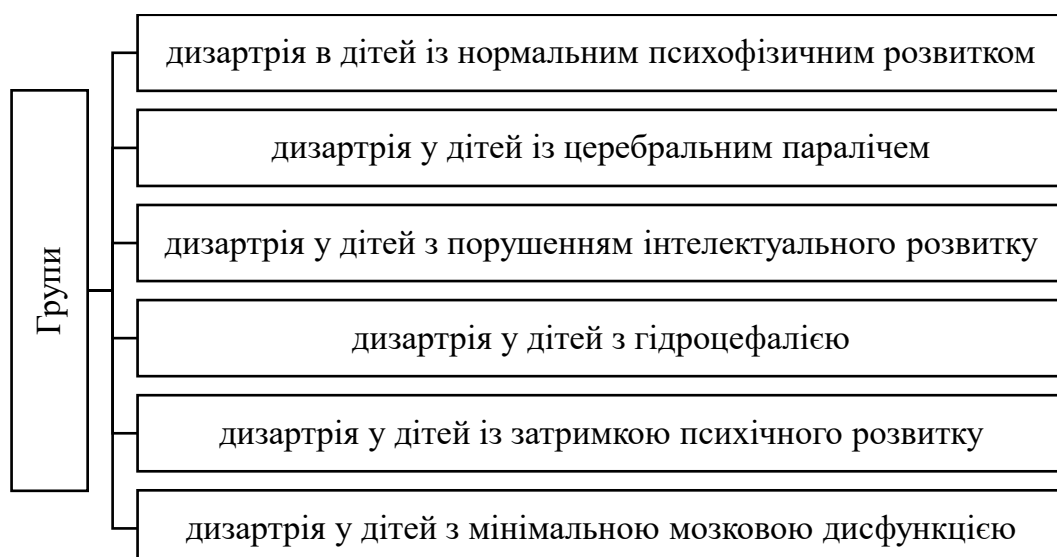 Групи
дизартрія в дітей із нормальним психофізичним розвитком
дизартрія у дітей із церебральним паралічем
дизартрія у дітей з порушенням інтелектуального розвитку
дизартрія у дітей з гідроцефалією
дизартрія у дітей із затримкою психічного розвитку
дизартрія у дітей з мінімальною мозковою дисфункцією